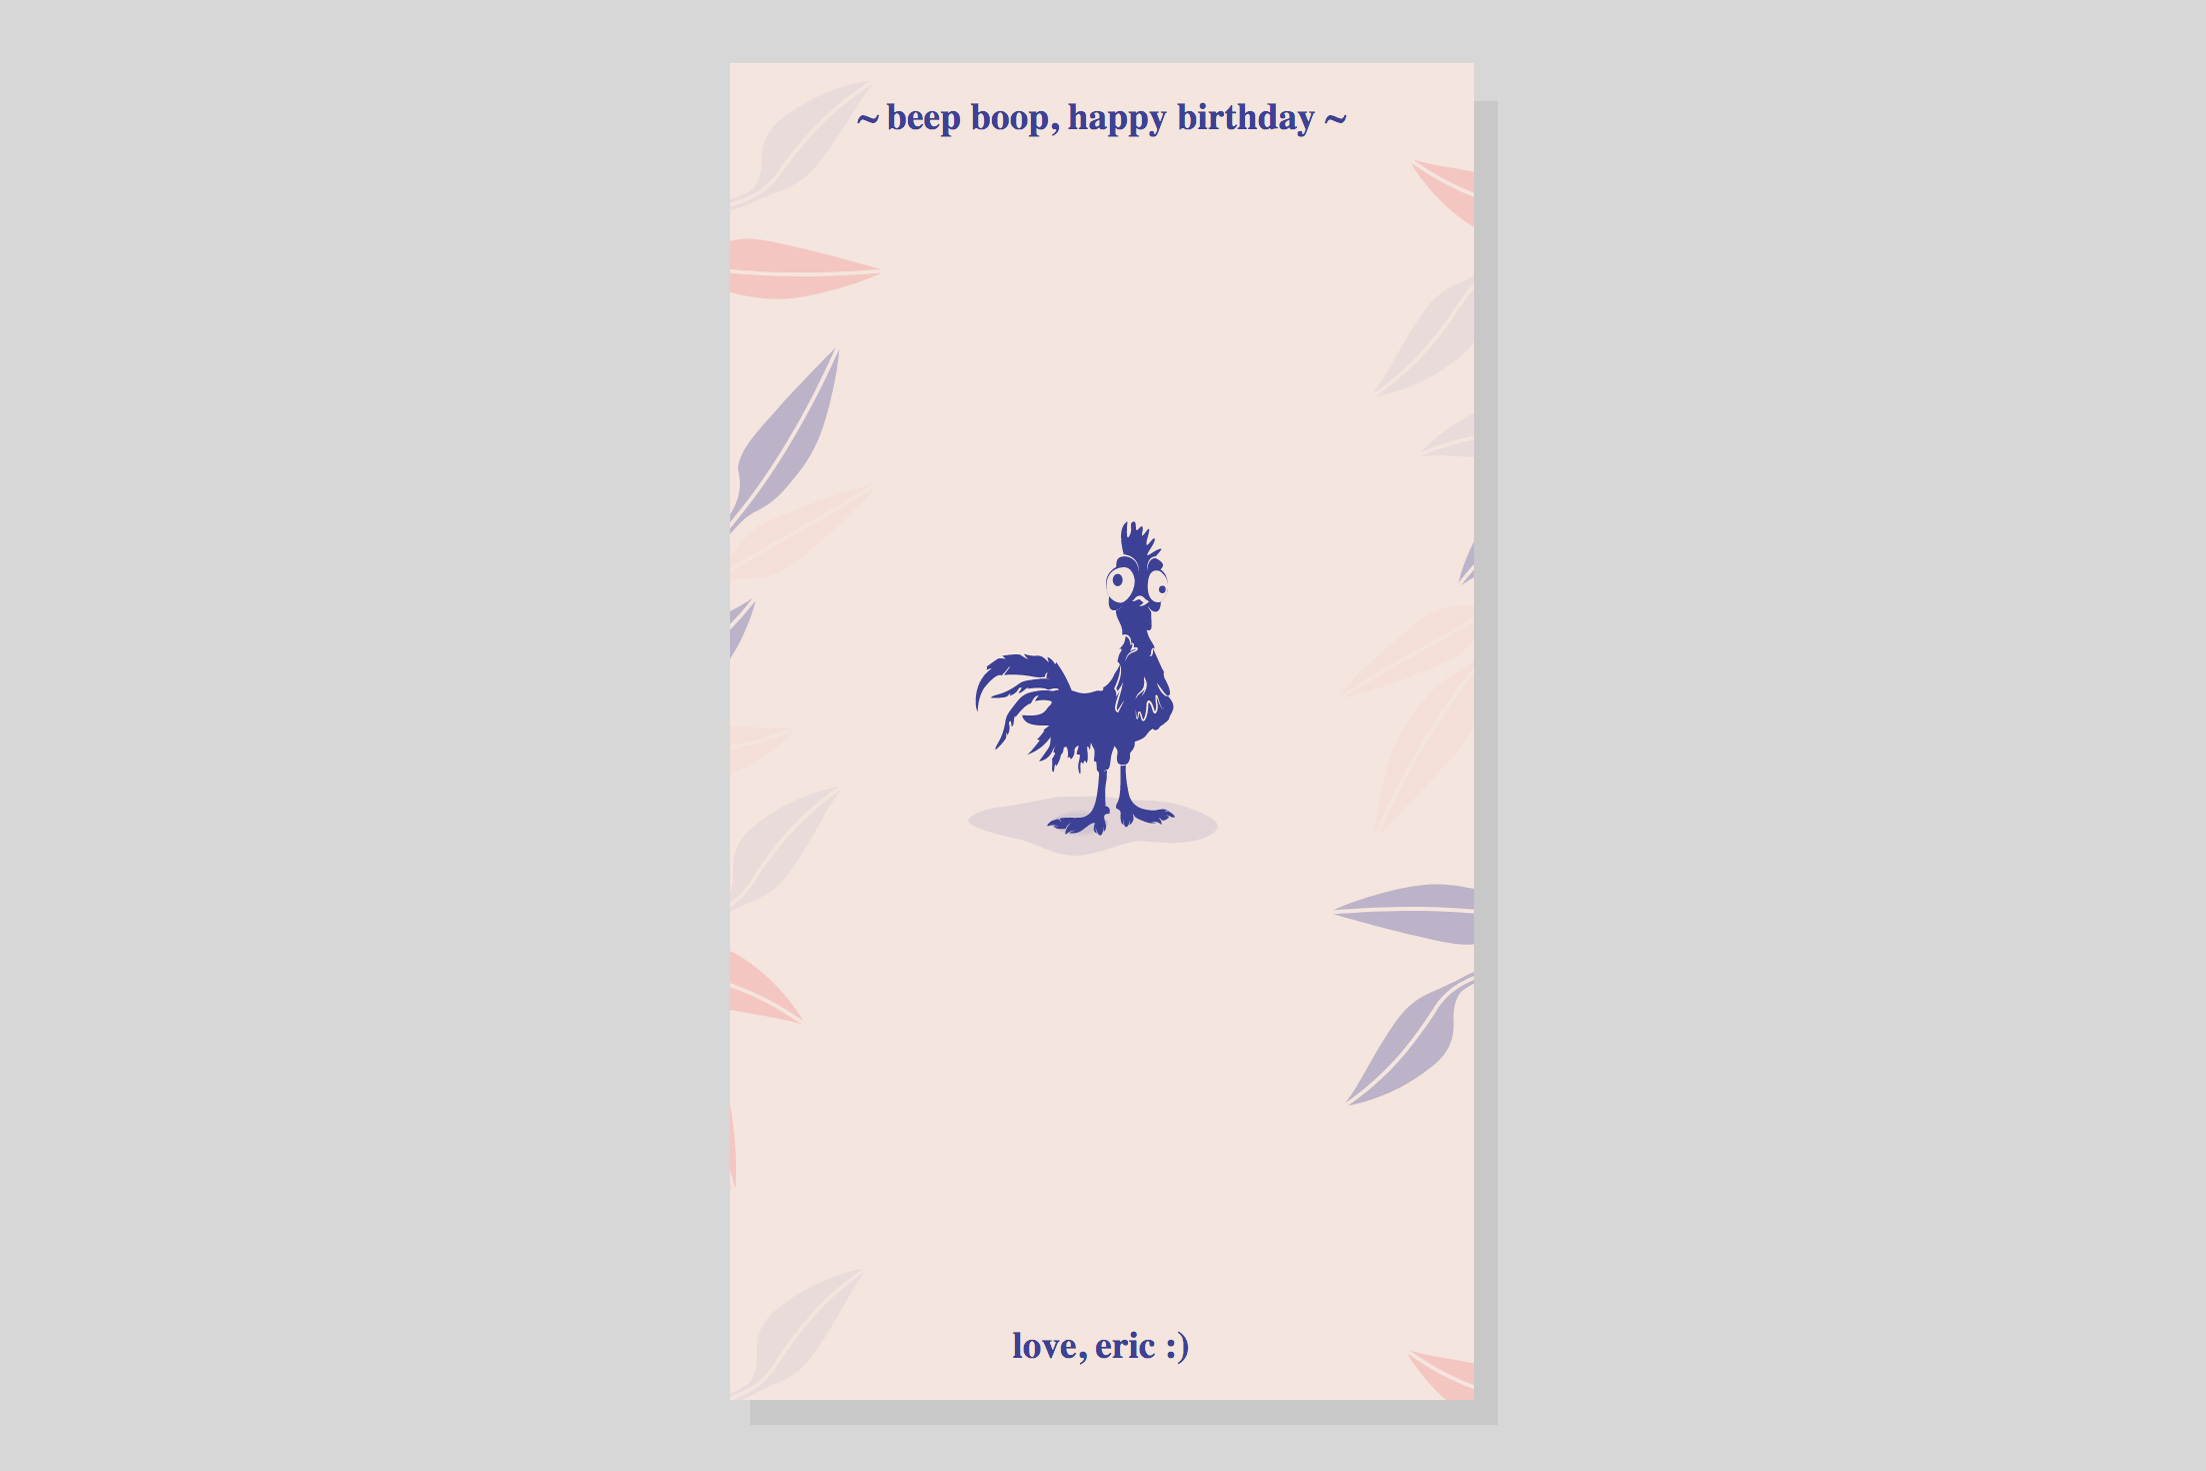 ~ beep boop, happy birthday ~
love, eric :)